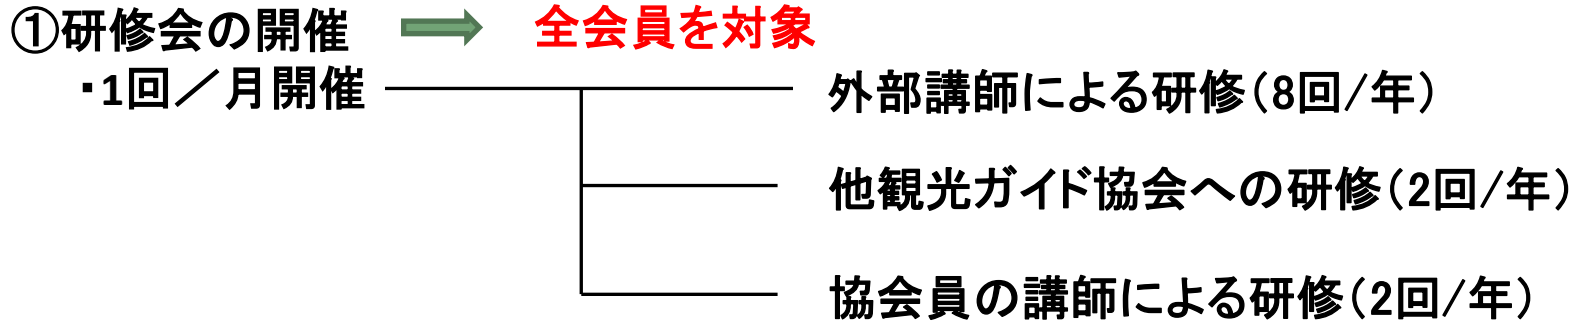 ①研修会の開催 全会員を対象
・1回／月開催
外部講師による研修（8回/年）
他観光ガイド協会への研修（2回/年）
協会員の講師による研修（2回/年）